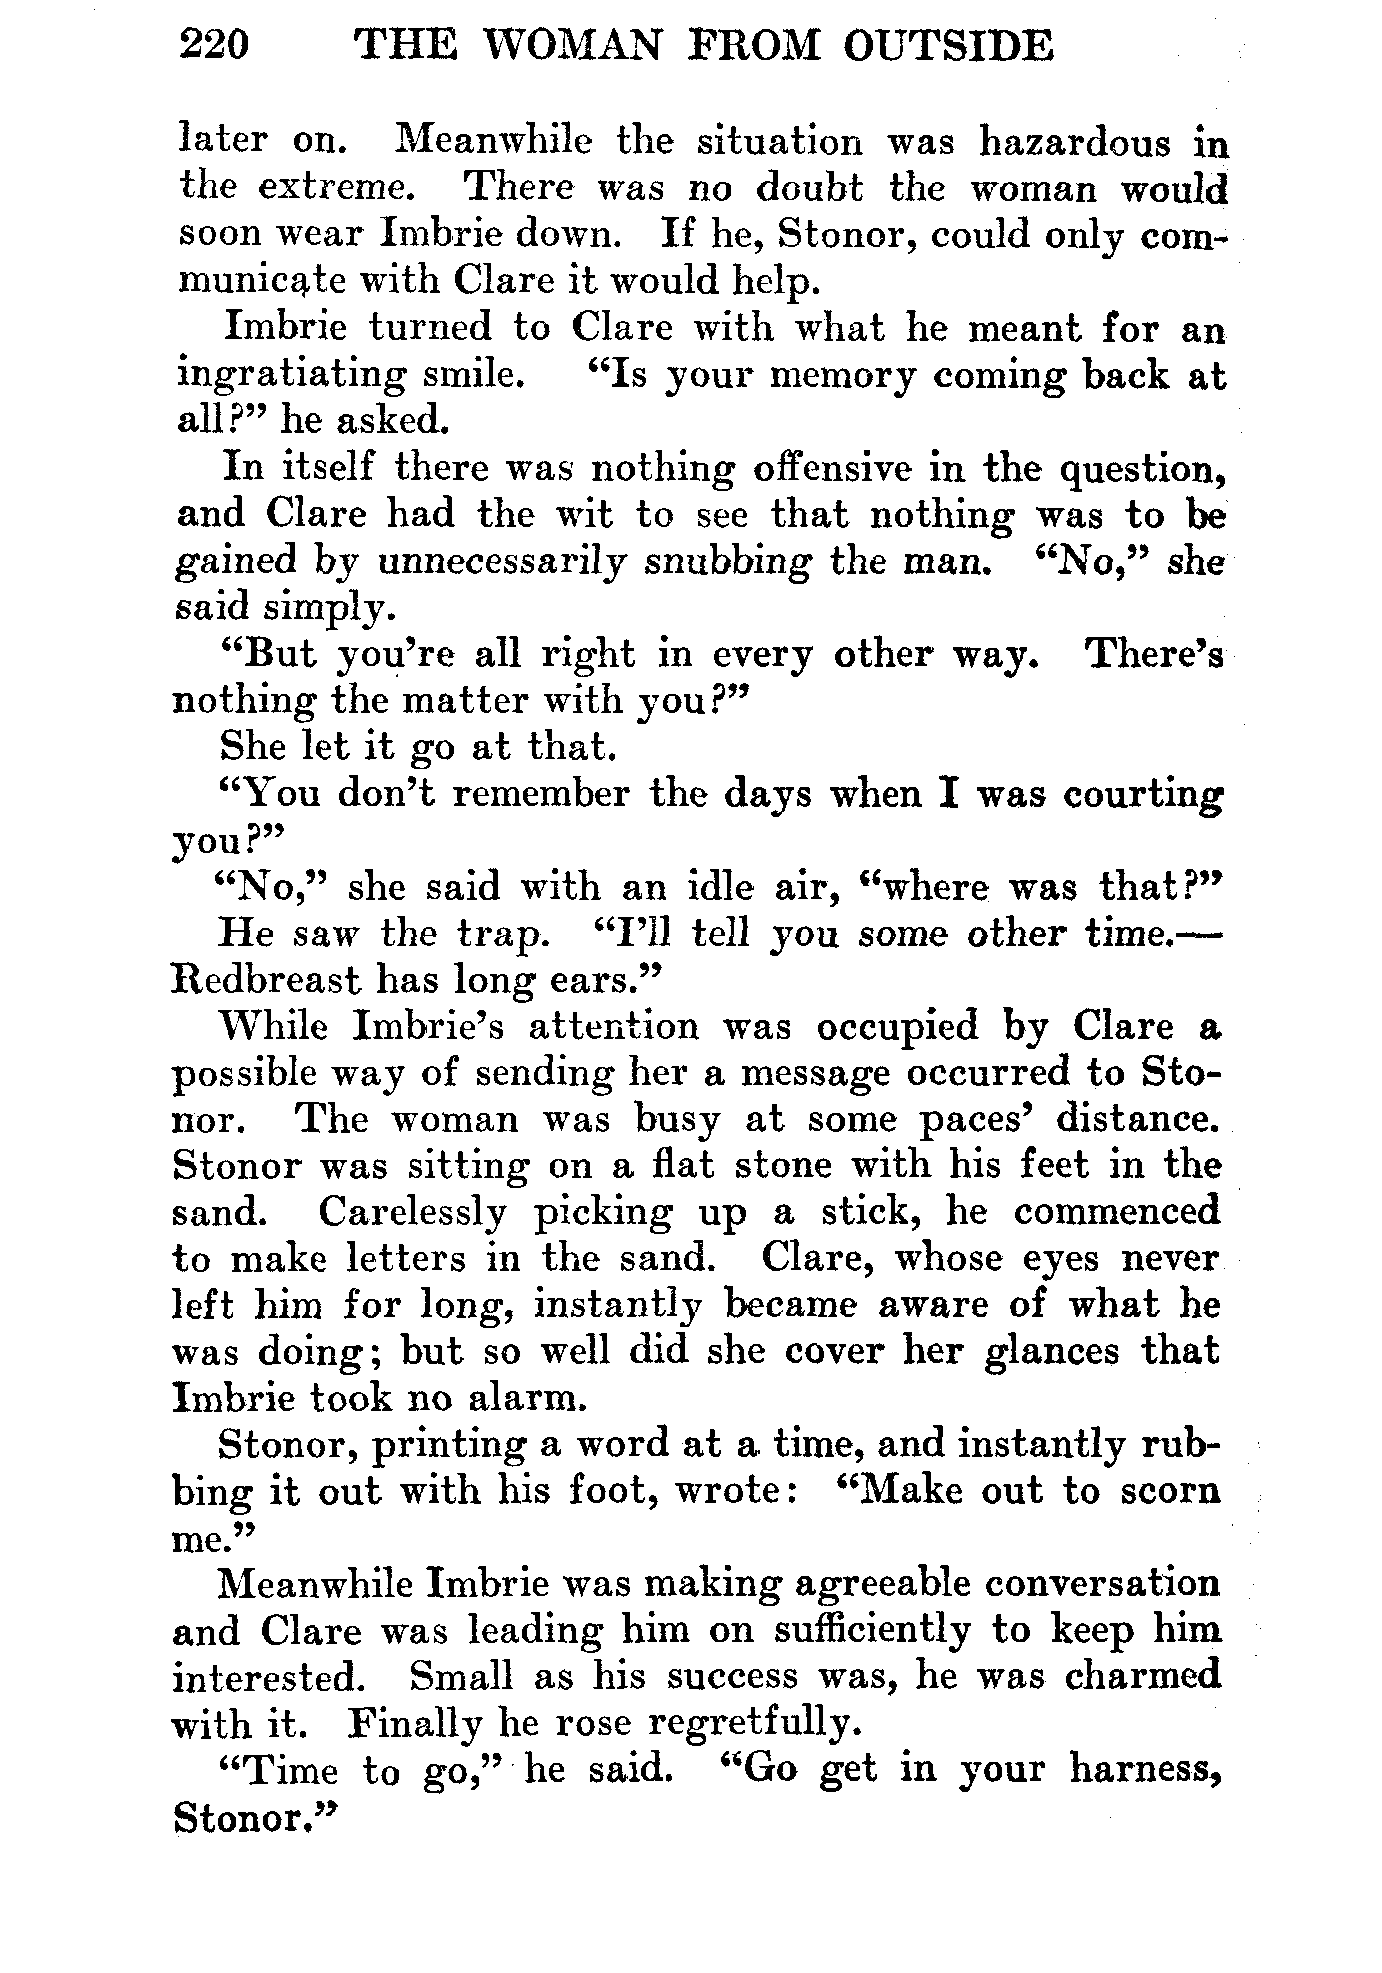 220 THE WOMAN FROM OUTSIDE
later on. Meanwhile the situation was hazardous in
the extreme. There was no doubt the woman would
soon wear Imbrie down. If he, Stonor, could only com-
municate with Clare it would help.
Imbrie turned to Clare with what he meant for an
ingratiating smile. “Is your memory coming back at
all?” he asked.
In itself there was nothing offensive in the question,
and Clare had the wit to see that nothing was to be
gained by unnecessarily snubbing the man. “No,” she
said simply.
“But you’re all right in every other way. There’s
nothing the matter with you?”
She let it go at that.
“You don’t remember the days when I was courting
you?”
“No,” she said with an idle air, “where was that?”
He saw the trap. “I’ll tell you some other time.—
Redbreast has long ears.”
While Imbrie’s attention was occupied by Clare a
possible way of sending her a message occurred to Sto-
nor. The woman was busy at some paces’ distance.
Stonor was sitting on a flat stone with his feet in the
sand. Carelessly picking up a stick, he commenced
to make letters in the sand. Clare, whose eyes never
left him for long, instantly became aware of what he
was doing; but so well did she cover her glances that
Imbrie took no alarm.
Stonor, printing a word at a time, and instantly rub-
bing it out with his foot, wrote: “Make out to scorn
me.”
Meanwhile Imbrie was making agreeable conversation
and Clare was leading him on sufficiently to keep him
interested. Small as his success was, he was charmed
with it. Finally he rose regretfully.
“Time to go,” he said. “Go get in your harness,
Stonor.”